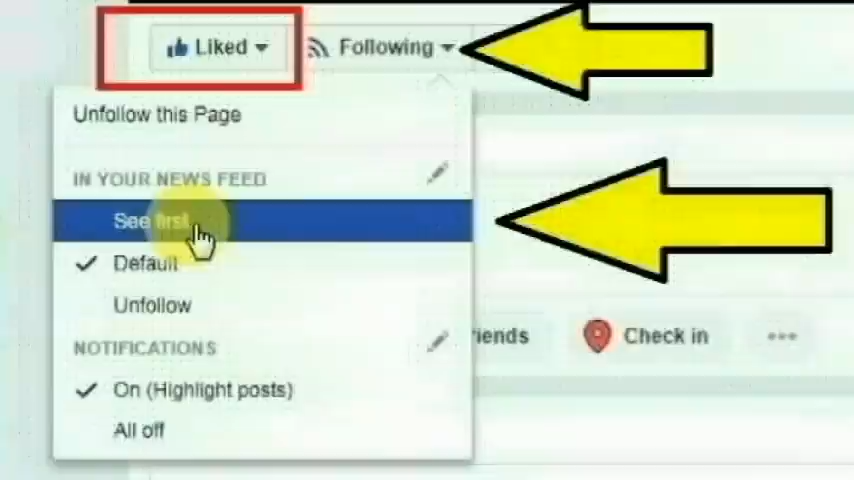 Liked
Following
Unfollow this Page
IN YOUR NEWS FEED
See first
Default
Unfollow
NOTIFICATIONS
On (Highlight posts)
All off
riends
Check in